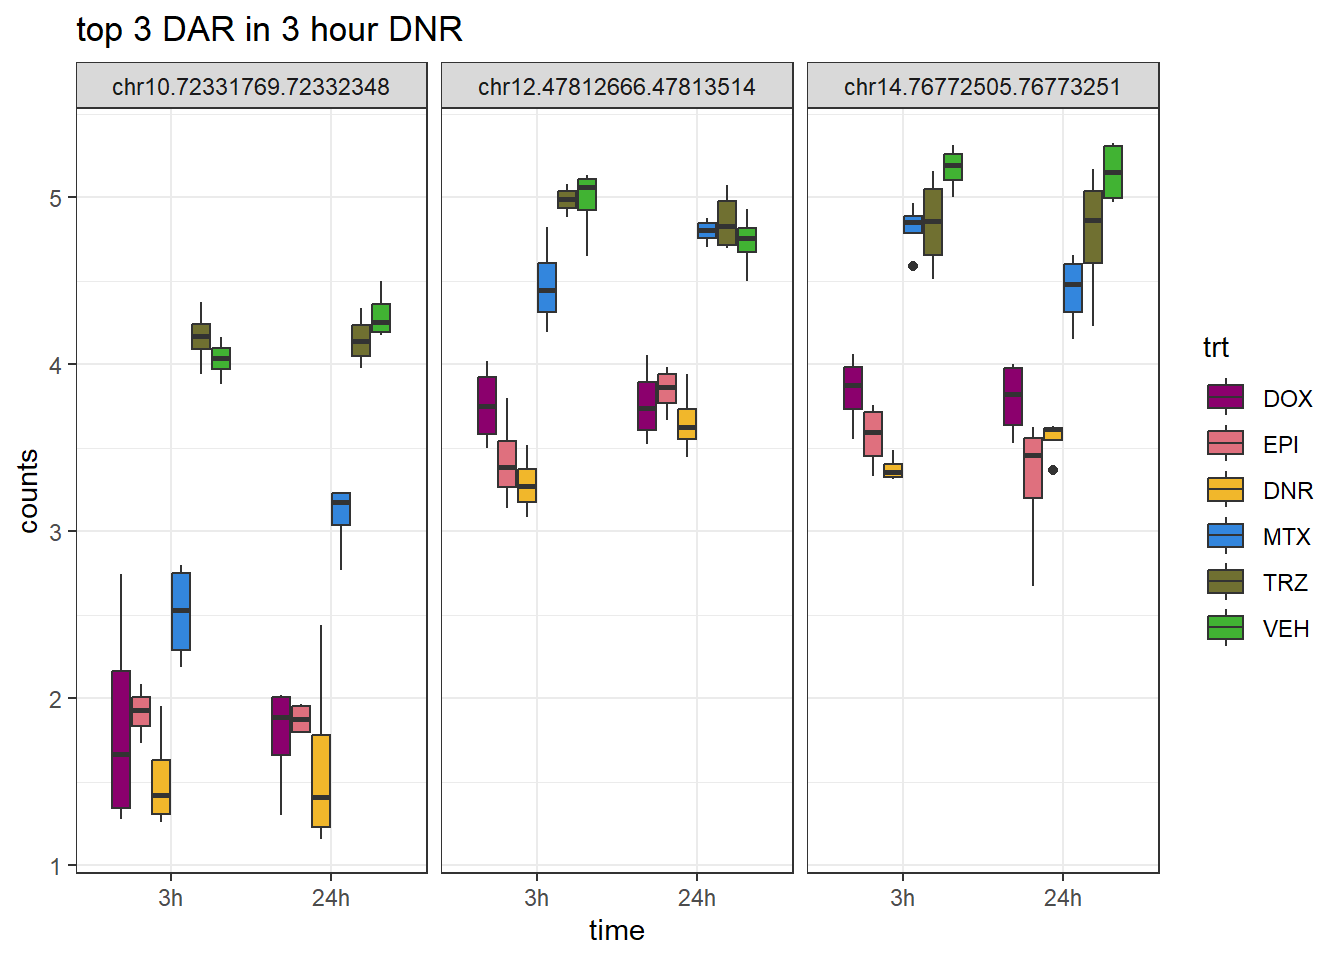 top 3 DAR in 3 hour DNR
chr10.72331769.72332348
chr12.47812666.47813514
chr14.76772505.76773251
5
4
3
2
1
counts
3h
24h
3h
24h
3h
24h
time
trt
DOX
EPI
DNR
MTX
TRZ
VEH